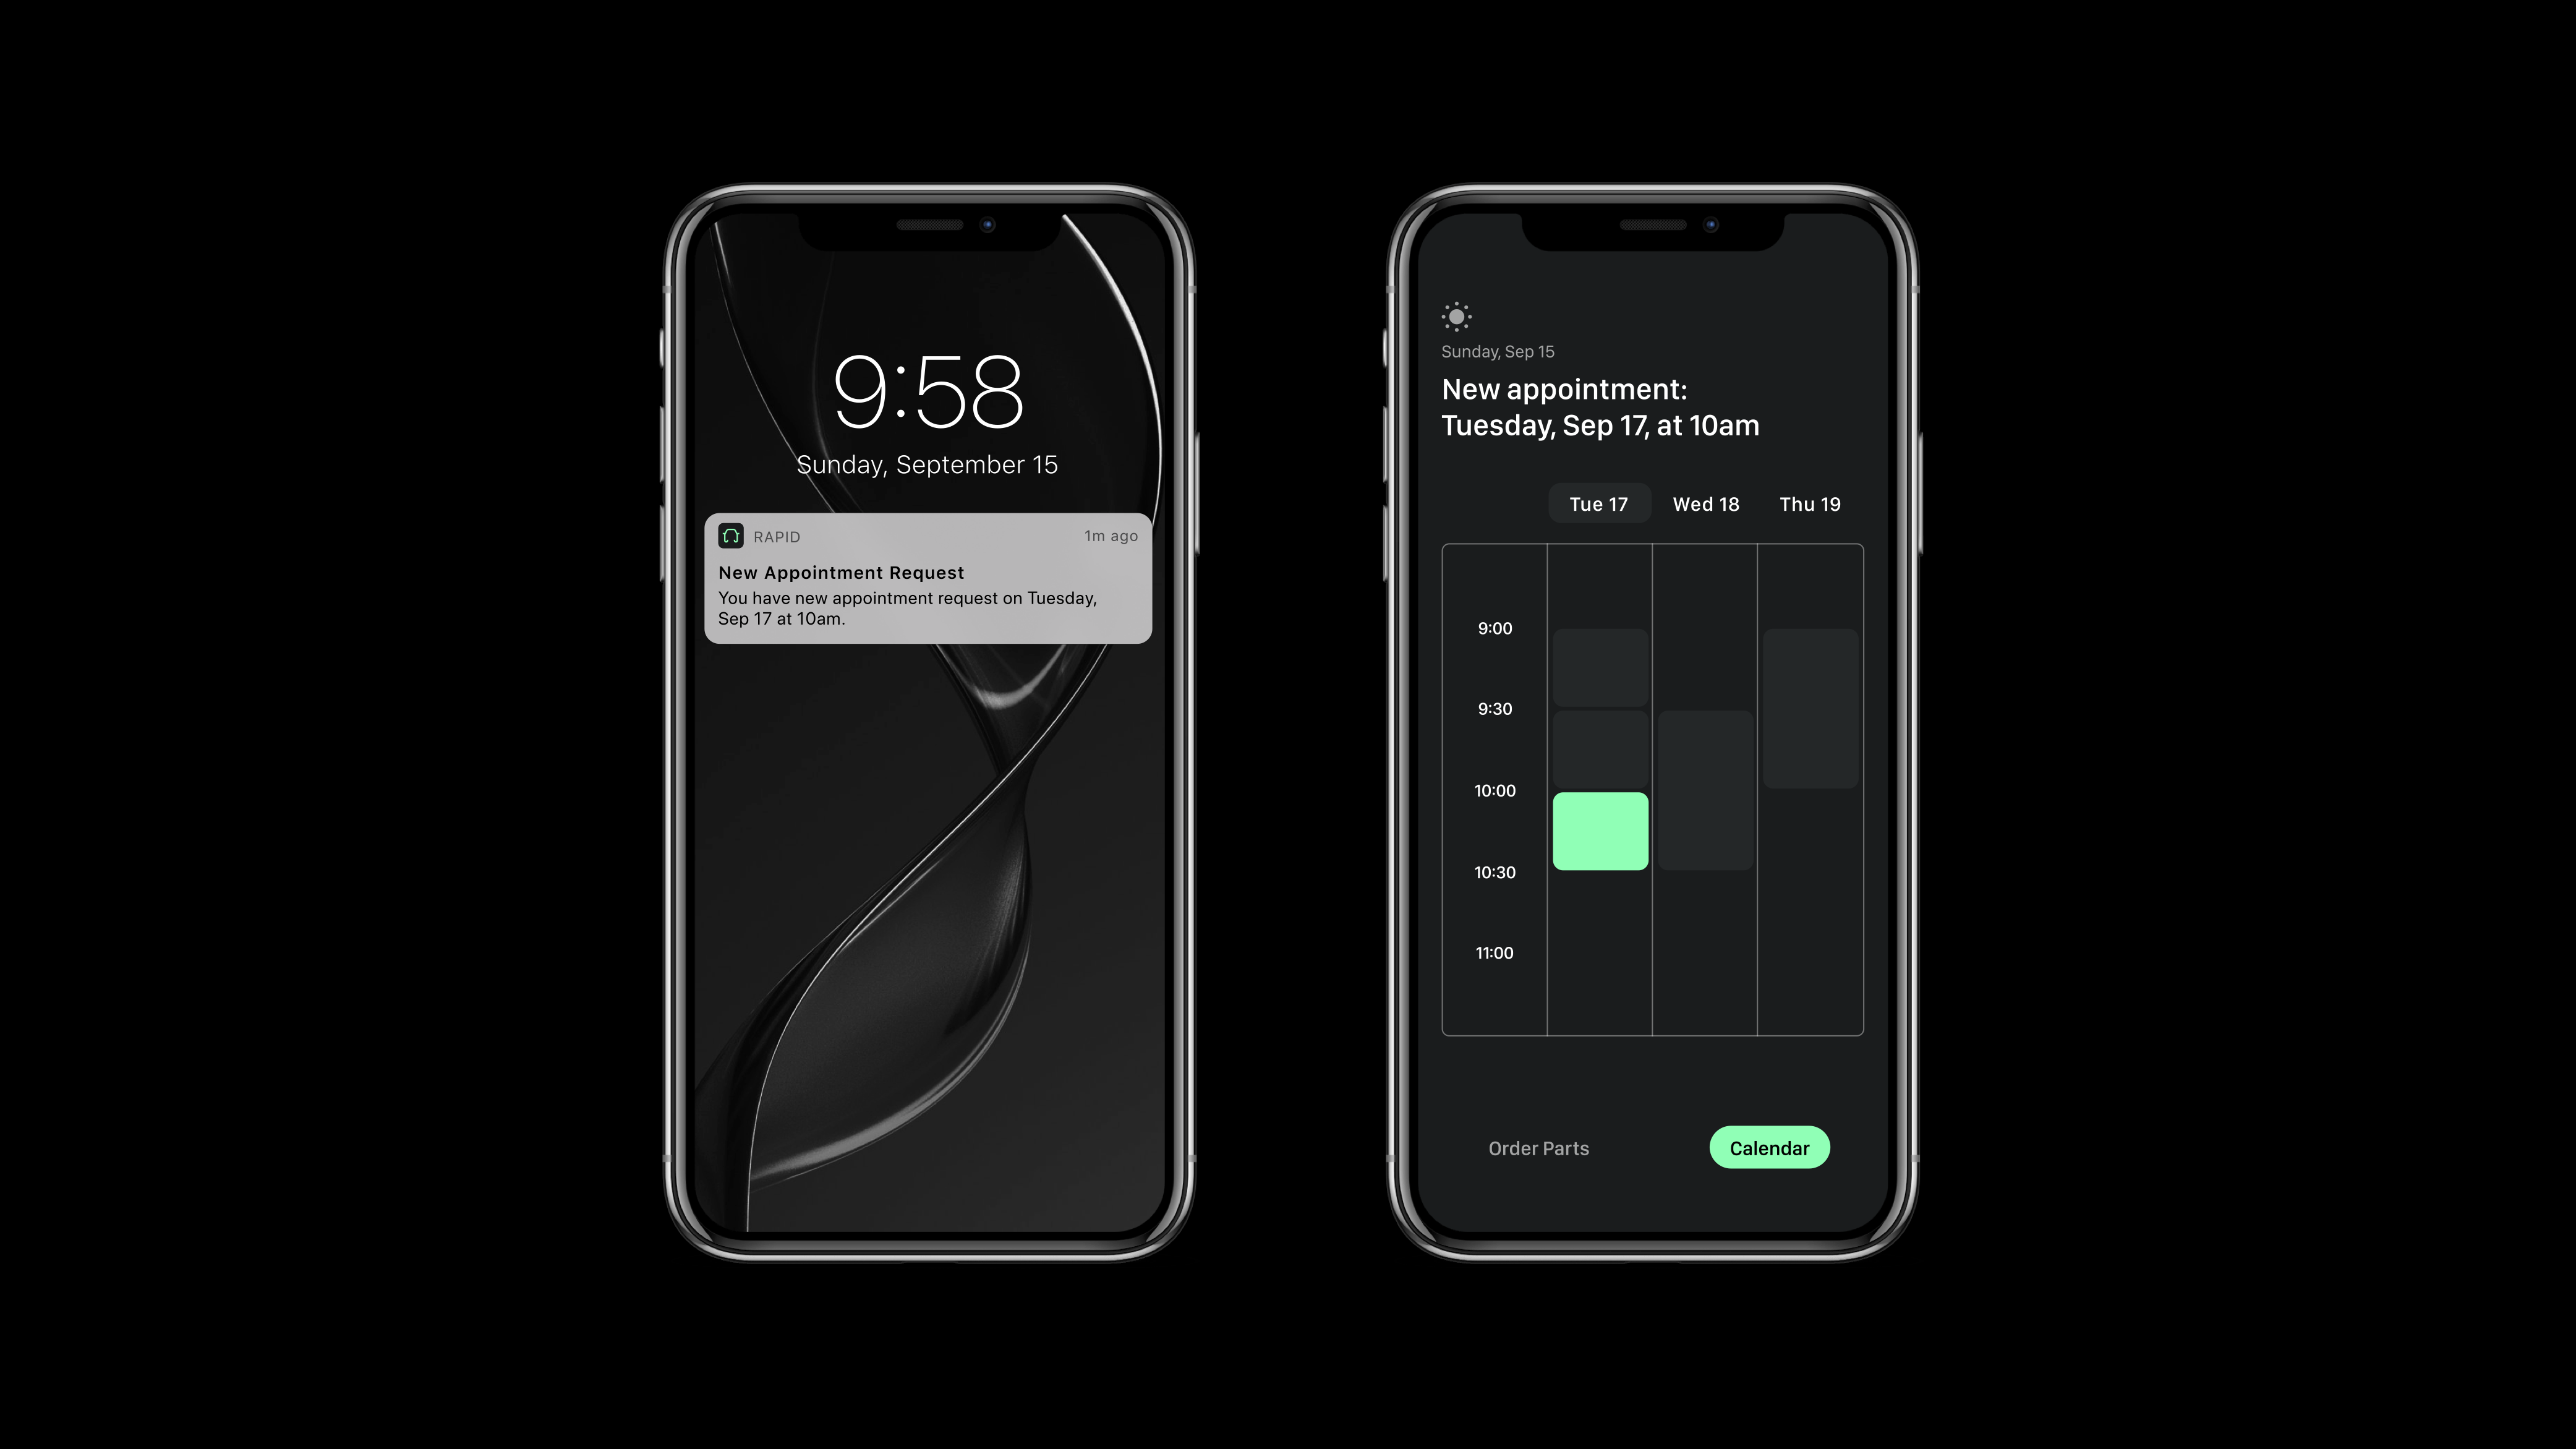 9:58
Sunday, September 15
RAPID
1m ago
New Appointment Request
You have new appointment request on Tuesday,
Sep 17 at 10am.
Sunday, Sep 15
New appointment:
Tuesday, Sep 17, at 10am
Tue 17 Wed 18 Thu 19
9:00
9:30
10:00
10:30
11:00
Order Parts
Calendar